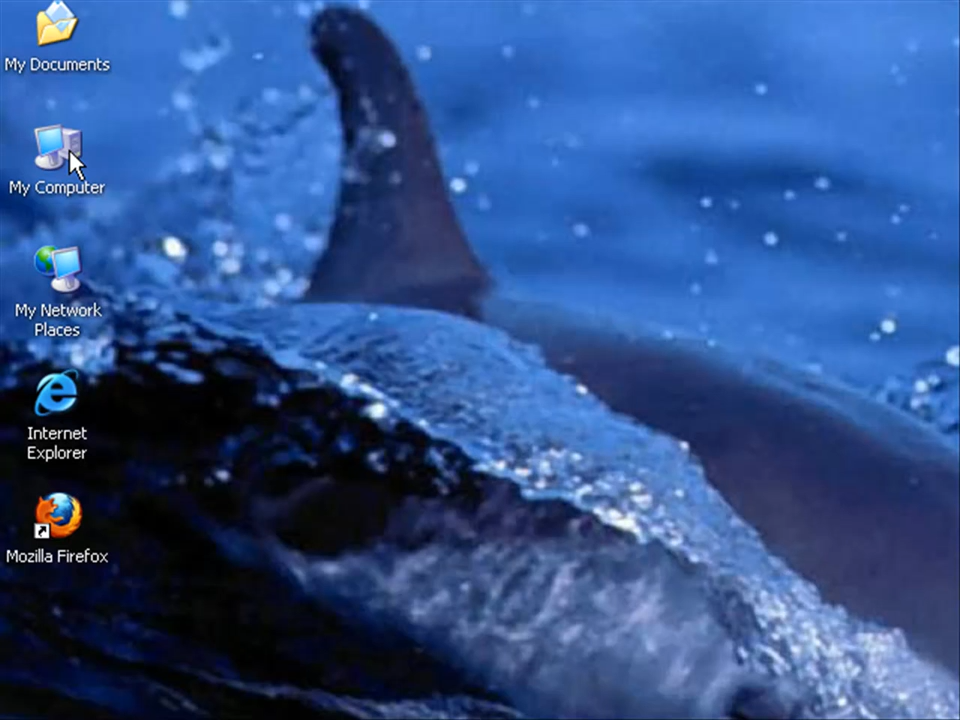 My Documents
My Computer
My Network
Places
Internet
Explorer
Mozilla Firefox